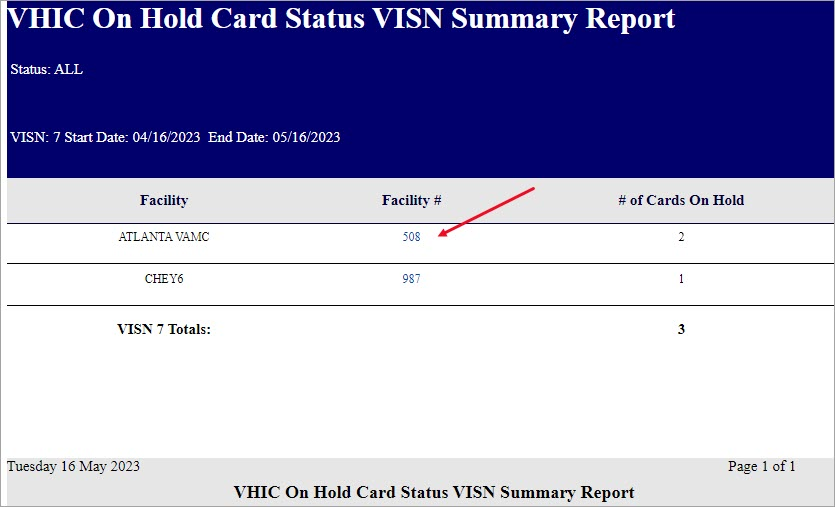 VHIC On Hold Card Status VISN Summary Report
Status: ALL
VISN: 7 Start Date: 04/16/2023  End Date: 05/16/2023
Facility Facility # # of Cards On Hold
ATLANTA VAMC 508 2
CHEY6 987 1
VISN 7 Totals: 3
Tuesday 16 May 2023 Page 1 of 1
VHIC On Hold Card Status VISN Summary Report